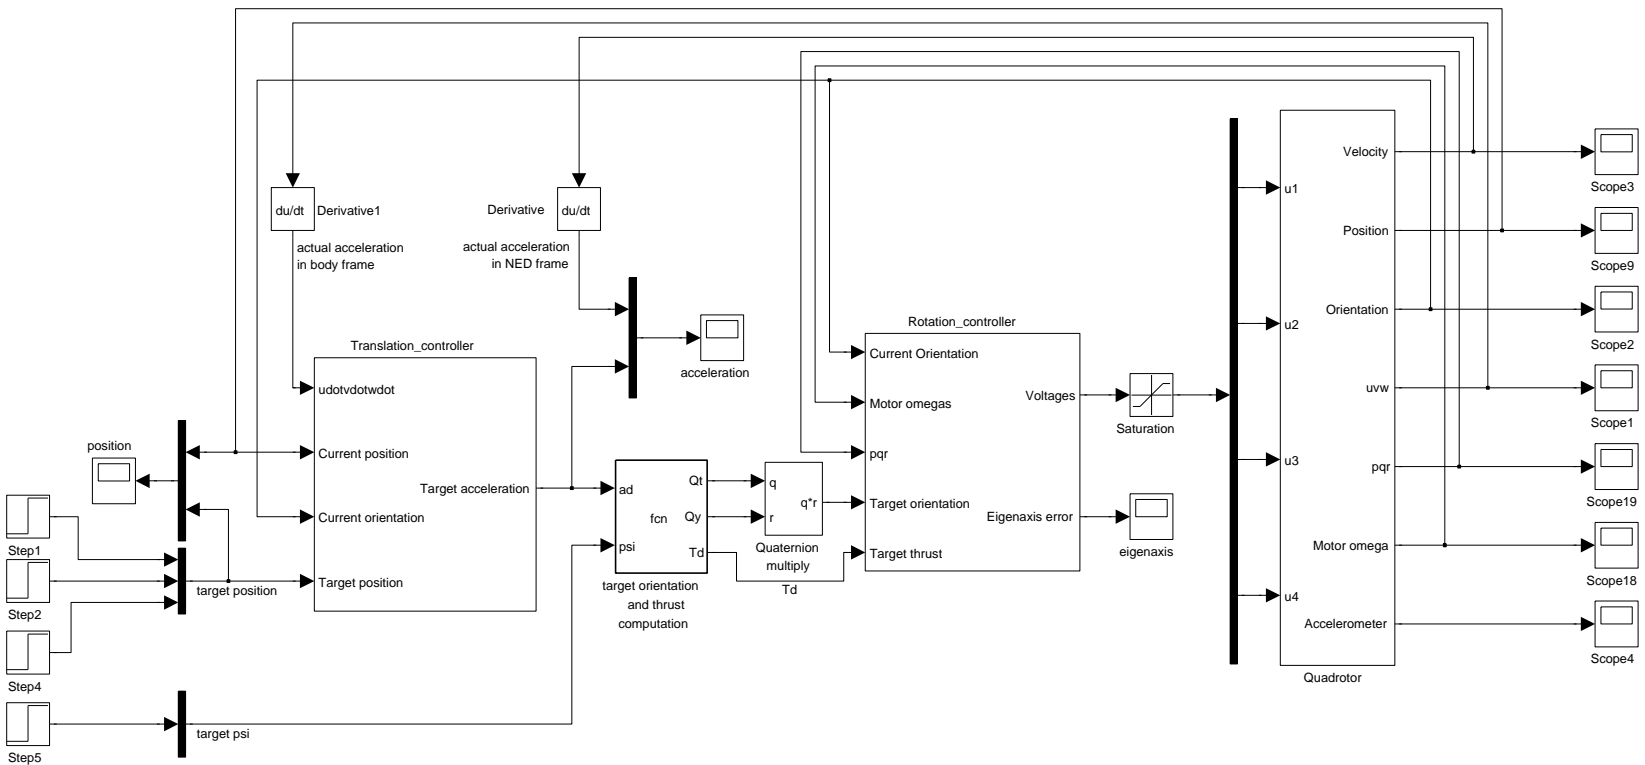 Velocity
Scope3
u1
du/dt
Derivative1
Derivative
du/dt
Position
Scope9
actual acceleration
in body frame
actual acceleration
in NED frame
Orientation
Scope2
u2
Rotation_controller
Translation_controller
Current Orientation
acceleration
udotvdotwdot
uvw
Scope1
Motor omegas
Voltages
Saturation
position
Current position
pqr
u3
pqr
Scope19
Target acceleration
ad
Qt
q
q*r
Target orientation
Current orientation
fcn
Qy
r
Eigenaxis error
eigenaxis
Step1
psi
Td
Quaternion
multiply
Target thrust
Motor omega
Scope18
target position
Target position
target orientation
and thrust
computation
Td
u4
Step2
Accelerometer
Scope4
Step4
Quadrotor
target psi
Step5